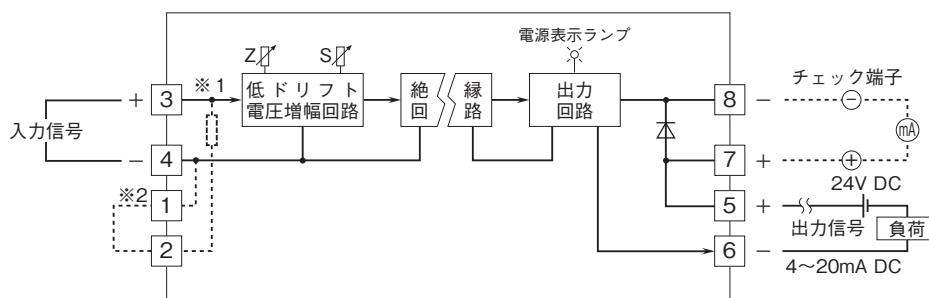 電源表示ランプ
Z
S
※1
チェック端子
+
3
低ドリフト
電圧増幅回路
絶
回
縁
路
出力
回路
8
−
−
mA
入力信号
−
4
7
+
+
24V DC
※2
1
5
+
出力信号
負荷
2
6
−
4〜20mA DC